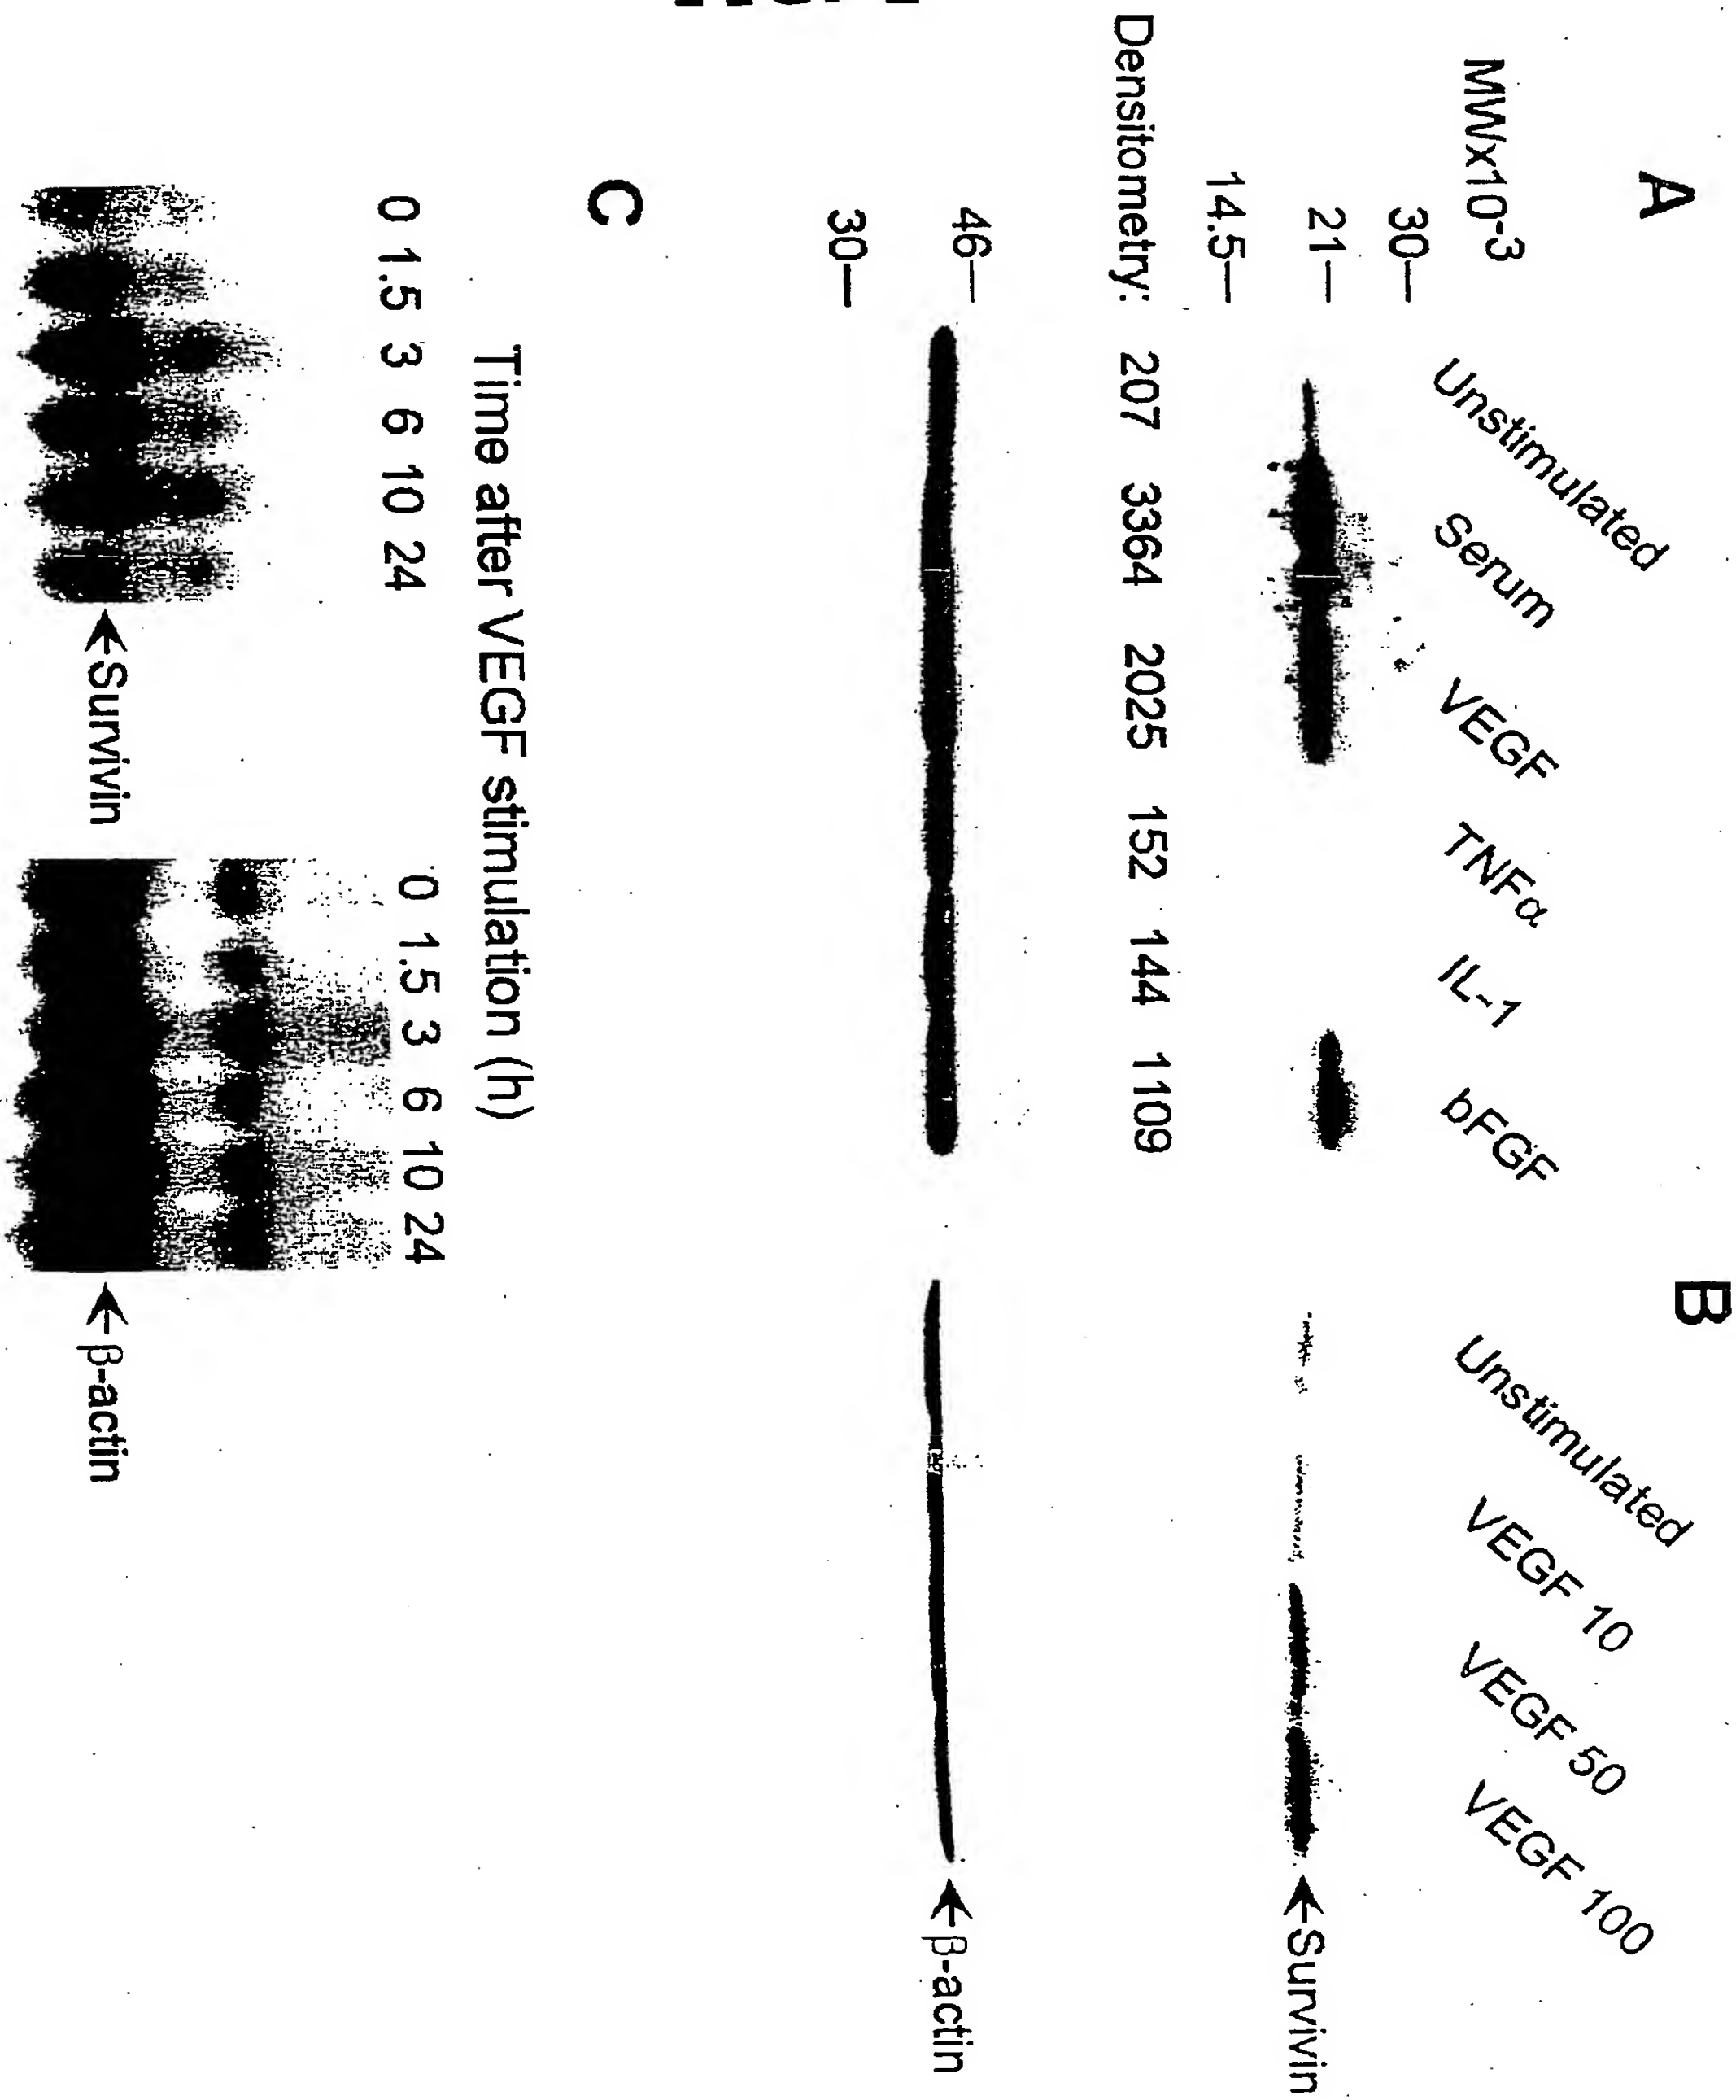 A
MWx10-3
Unstimulated
Serum
VEGF
TNFα
IL-1
bFGF
30
21
14.5
Densitometry: 207 3364 2025 152 144 1109
46
30
B
Unstimulated
VEGF 10
VEGF 50
VEGF 100
Survivin
β-actin
C
Time after VEGF stimulation (h)
0 1.5 3 6 10 24
0 1.5 3 6 10 24
Survivin
β-actin